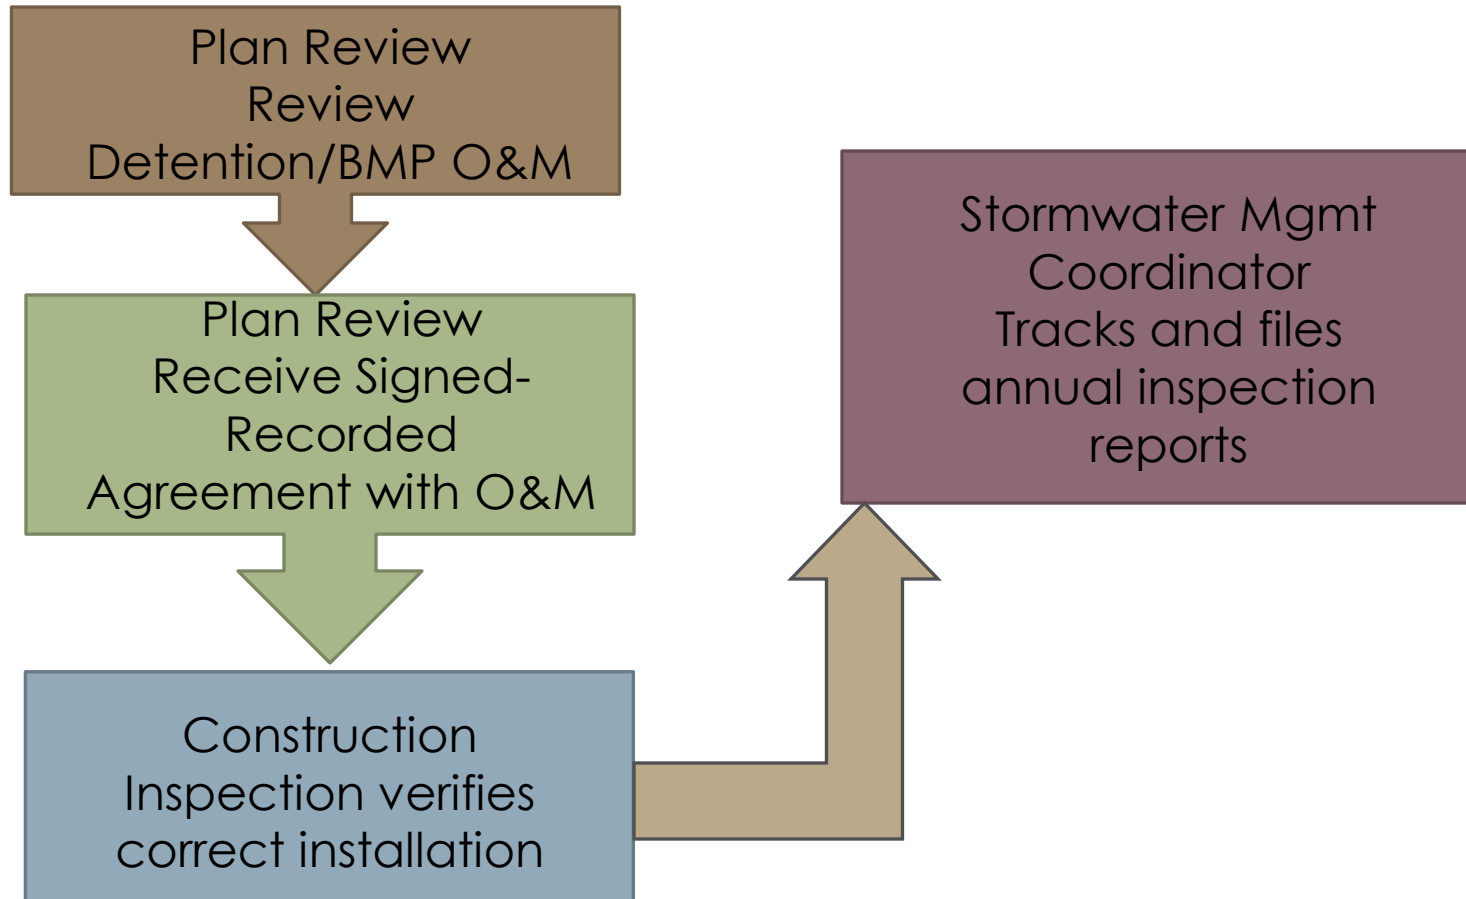 Plan Review
Review
Detention/BMP O&M
Plan Review
Receive Signed-
Recorded
Agreement with O&M
Construction
Inspection verifies
correct installation
Stormwater Mgmt
Coordinator
Tracks and files
annual inspection
reports